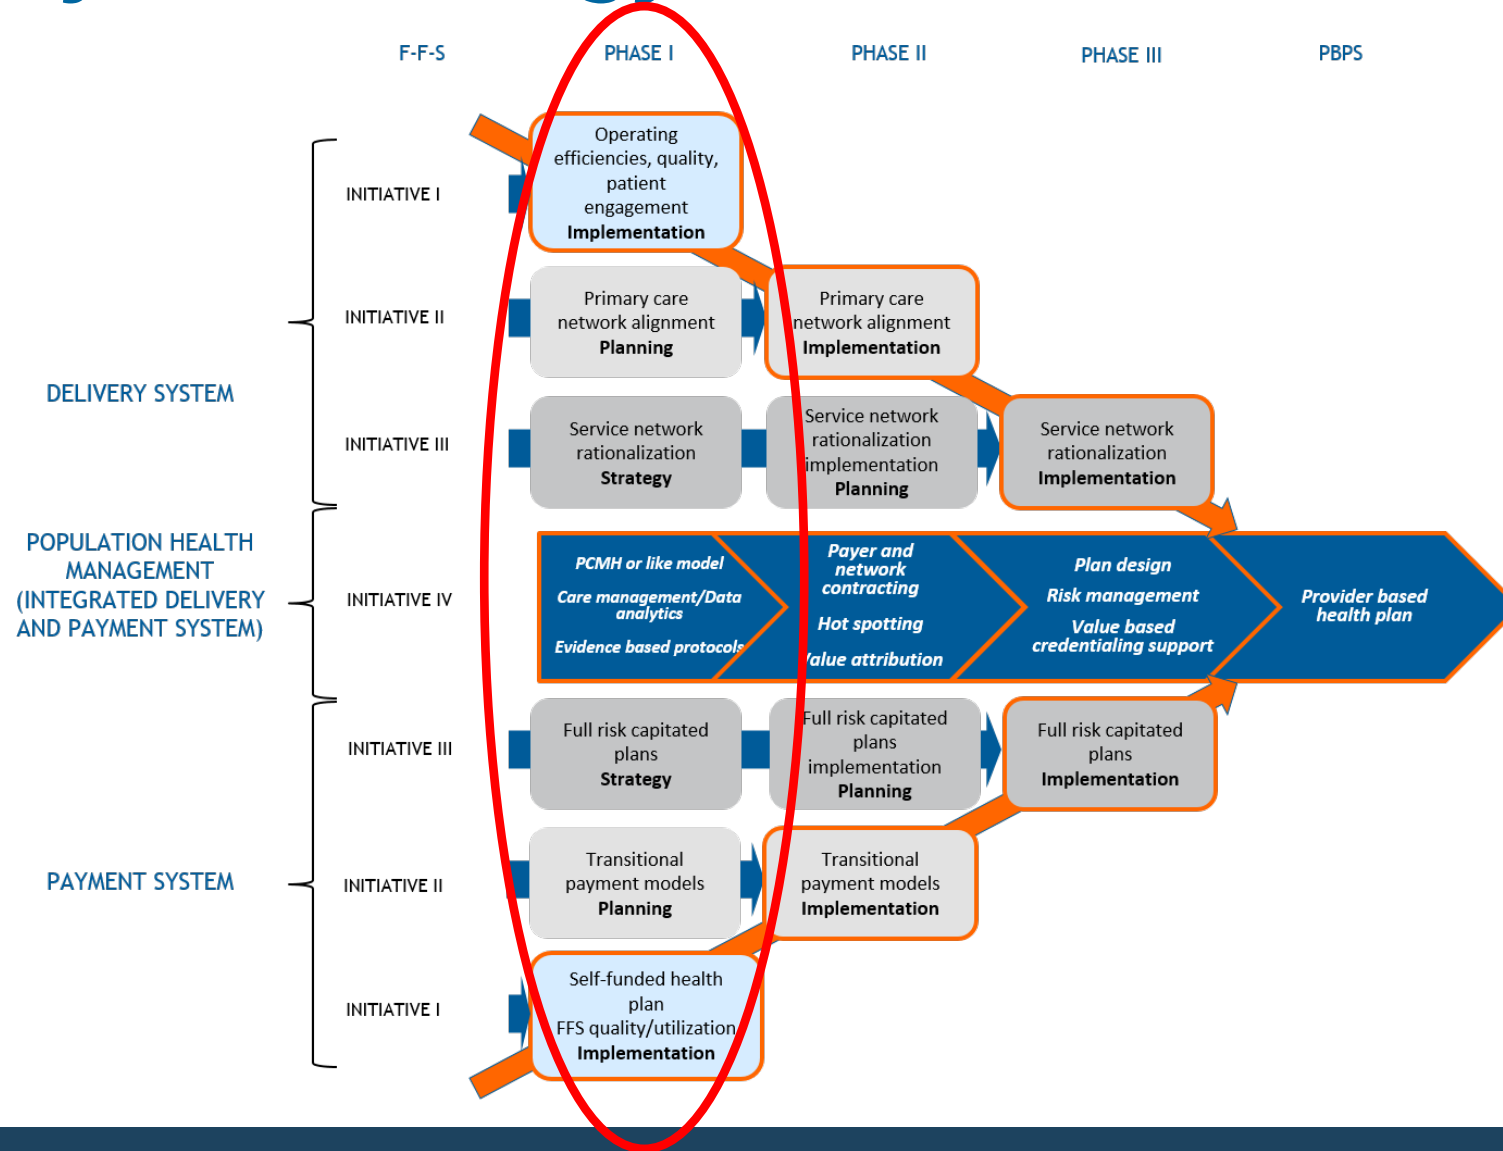 F-F-S
PHASE I
PHASE II
PHASE III
PBPS
DELIVERY SYSTEM
INITIATIVE I
Operating
efficiencies, quality,
patient
engagement
Implementation
INITIATIVE II
Primary care
network alignment
Planning
Primary care
network alignment
Implementation
INITIATIVE III
Service network
rationalization
Strategy
Service network
rationalization
implementation
Planning
Service network
rationalization
Implementation
POPULATION HEALTH
MANAGEMENT
(INTEGRATED DELIVERY
AND PAYMENT SYSTEM)
INITIATIVE IV
PCMH or like model
Care management/Data
analytics
Evidence based protocols
Payer and
network
contracting
Hot spotting
Value attribution
Plan design
Risk management
Value based
credentialing support
Provider based
health plan
PAYMENT SYSTEM
INITIATIVE III
Full risk capitated
plans
Strategy
Full risk capitated
plans
implementation
Planning
Full risk capitated
plans
Implementation
INITIATIVE II
Transitional
payment models
Planning
Transitional
payment models
Implementation
INITIATIVE I
Self-funded health
plan
FFS quality/utilization
Implementation